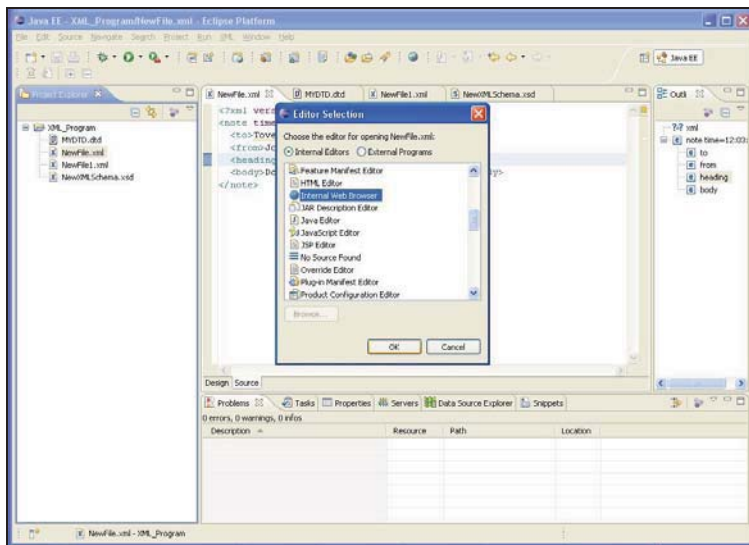 Java EE - XML_Program/NewFile.xml - Eclipse Platform
File Edit Source Navigate Search Project Run XML Window Help
Java EE
Project Explorer
XML_Program
MYDTD.dtd
NewFile.xml
NewFile1.xml
NewXMLSchema.xsd
NewFile.xml MYDTD.dtd NewFile1.xml NewXMLSchema.xsd
<?xml vers
<note time
<to>Tove
<from>Ja
<heading
<body>Do
</note>
Editor Selection
Choose the editor for opening NewFile.xml:
Internal Editors External Programs
Feature Manifest Editor
HTML Editor
Internal Web Browser
JAR Description Editor
Java Editor
JavaScript Editor
JSP Editor
No Source Found
Override Editor
Plug-in Manifest Editor
Product Configuration Editor
Browse...
OK Cancel
Outli
?-? xml
note time=12:03:
to
from
heading
body
Design Source
Problems Tasks Properties Servers Data Source Explorer Snippets
0 errors, 0 warnings, 0 infos
Description Resource Path Location
NewFile.xml - XML_Program